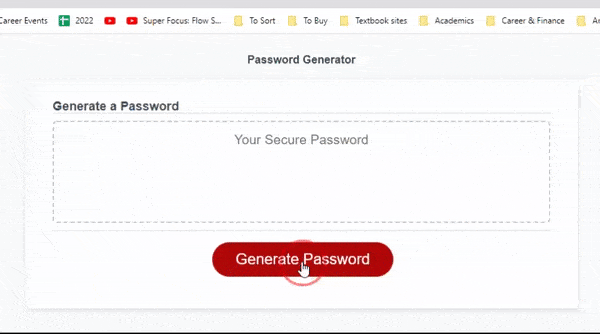 Career Events 2022 Super Focus: Flow S... To Sort To Buy Textbook sites Academics Career & Finance
Password Generator
Generate a Password
Your Secure Password
Generate Password